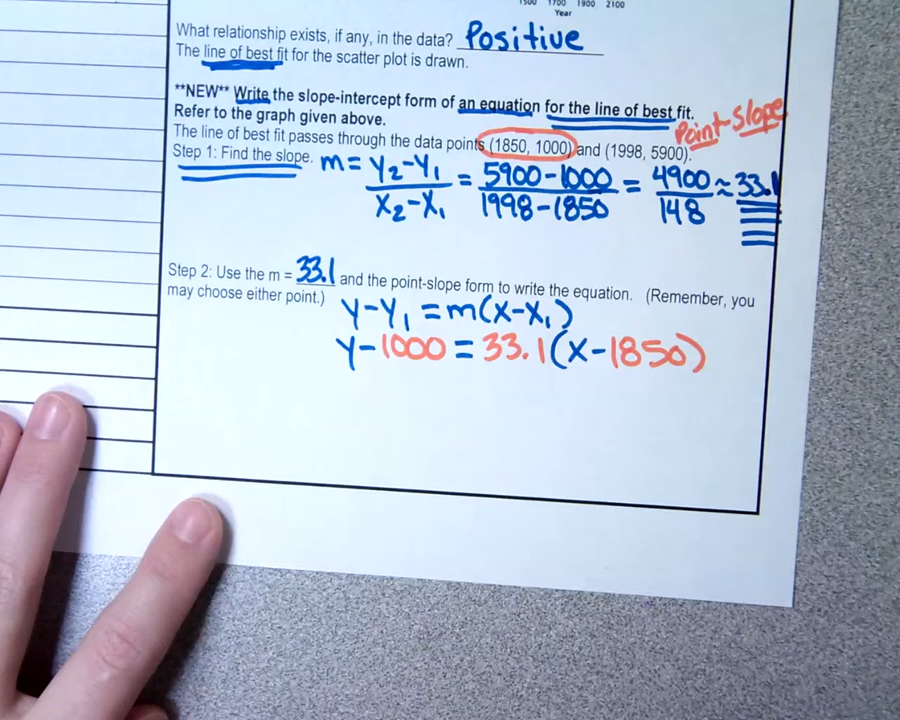 1500 1700 1900 2100
Year
What relationship exists, if any, in the data? Positive
The line of best fit for the scatter plot is drawn.
**NEW** Write the slope-intercept form of an equation for the line of best fit.
Refer to the graph given above.
Point-Slope
The line of best fit passes through the data points (1850, 1000) and (1998, 5900).
Step 1: Find the slope. m = y₂-y₁/x₂-x₁ = 5900-1000/1998-1850 = 4900/148 ≈ 33.1
Step 2: Use the m = 33.1 and the point-slope form to write the equation. (Remember, you
may choose either point.) y-y₁ = m(x-x₁)
y-1000 = 33.1(x-1850)